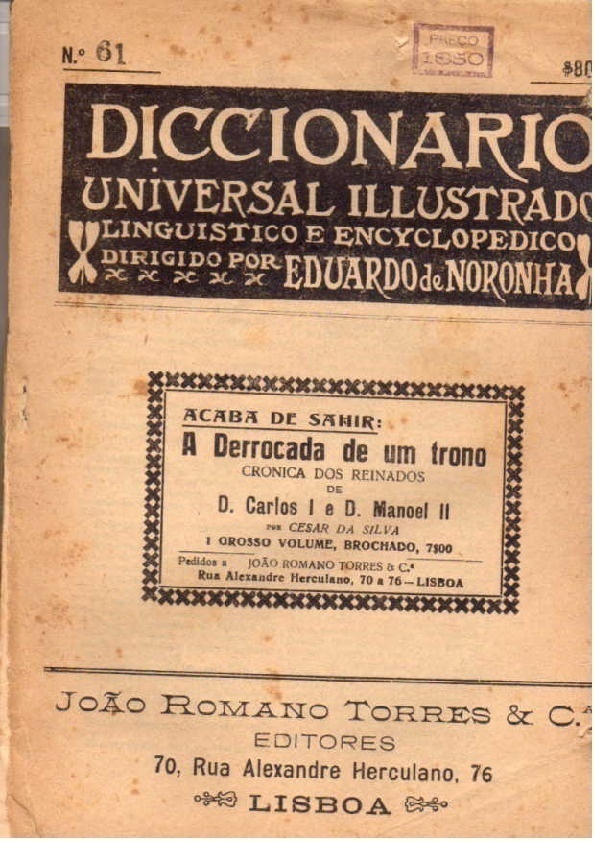 N.º 61
PREÇO
1$50
$80
DICCIONARIO
UNIVERSAL ILLUSTRADO
LINGUISTICO E ENCYCLOPEDICO
DIRIGIDO POR EDUARDO de NORONHA
ACABA DE SAHIR:
A Derrocada de um trono
CRONICA DOS REINADOS
DE
D. Carlos I e D. Manoel II
POR CESAR DA SILVA
1 GROSSO VOLUME, BROCHADO, 7$00
Pedidos a JOÃO ROMANO TORRES & C.ª
Rua Alexandre Herculano, 70 a 76 — LISBOA
JOÃO ROMANO TORRES & C.ª
EDITORES
70, Rua Alexandre Herculano, 76
LISBOA